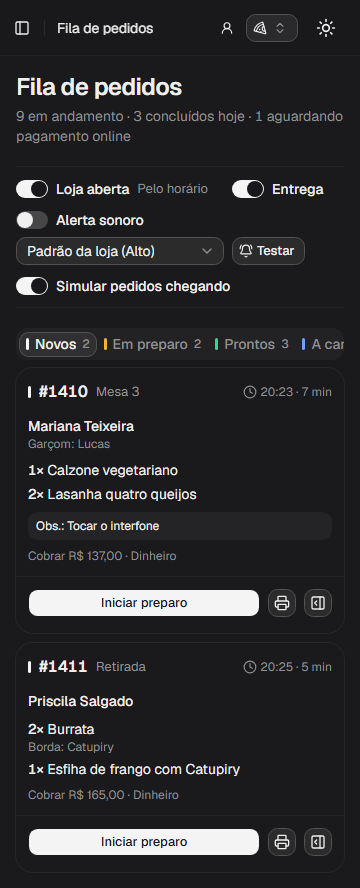 Fila de pedidos
Fila de pedidos
9 em andamento · 3 concluídos hoje · 1 aguardando
pagamento online
Loja aberta Pelo horário Entrega
Alerta sonoro
Padrão da loja (Alto) Testar
Simular pedidos chegando
Novos 2 Em preparo 2 Prontos 3 A car
#1410 Mesa 3 20:23 · 7 min
Mariana Teixeira
Garçom: Lucas
1× Calzone vegetariano
2× Lasanha quatro queijos
Obs.: Tocar o interfone
Cobrar R$ 137,00 · Dinheiro
Iniciar preparo
#1411 Retirada 20:25 · 5 min
Priscila Salgado
2× Burrata
Borda: Catupiry
1× Esfiha de frango com Catupiry
Cobrar R$ 165,00 · Dinheiro
Iniciar preparo